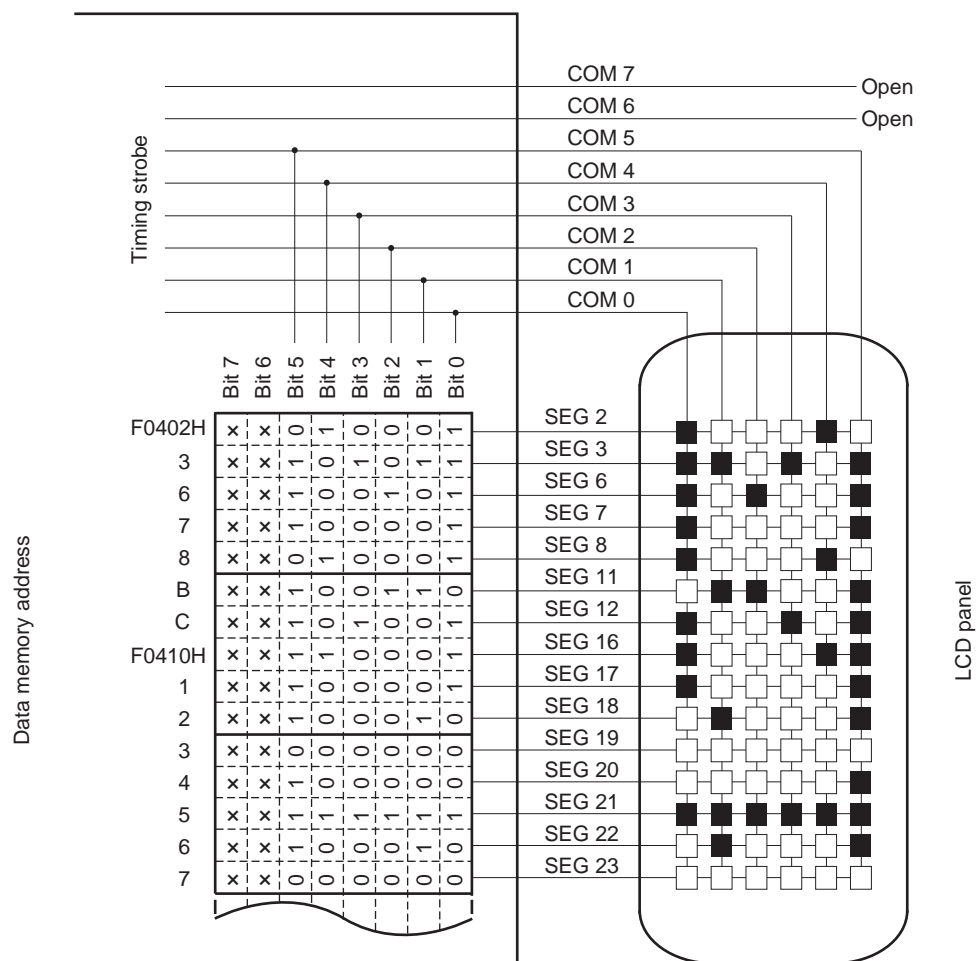 COM 7
Open
COM 6
Open
COM 5
COM 4
COM 3
COM 2
COM 1
COM 0
Timing strobe
Bit 7 Bit 6 Bit 5 Bit 4 Bit 3 Bit 2 Bit 1 Bit 0
Data memory address
F0402H × × 0 1 0 0 0 1 SEG 2
3 × × 1 0 1 0 1 1 SEG 3
6 × × 1 0 0 1 0 1 SEG 6
7 × × 1 0 0 0 0 1 SEG 7
8 × × 0 1 0 0 0 1 SEG 8
B × × 1 0 0 1 1 0 SEG 11
C × × 1 0 1 0 0 1 SEG 12
F0410H × × 1 1 0 0 0 1 SEG 16
1 × × 1 0 0 0 0 1 SEG 17
2 × × 1 0 0 0 1 0 SEG 18
3 × × 0 0 0 0 0 0 SEG 19
4 × × 1 0 0 0 0 0 SEG 20
5 × × 1 1 1 1 1 1 SEG 21
6 × × 1 0 0 0 1 0 SEG 22
7 × × 0 0 0 0 0 0 SEG 23
LCD panel